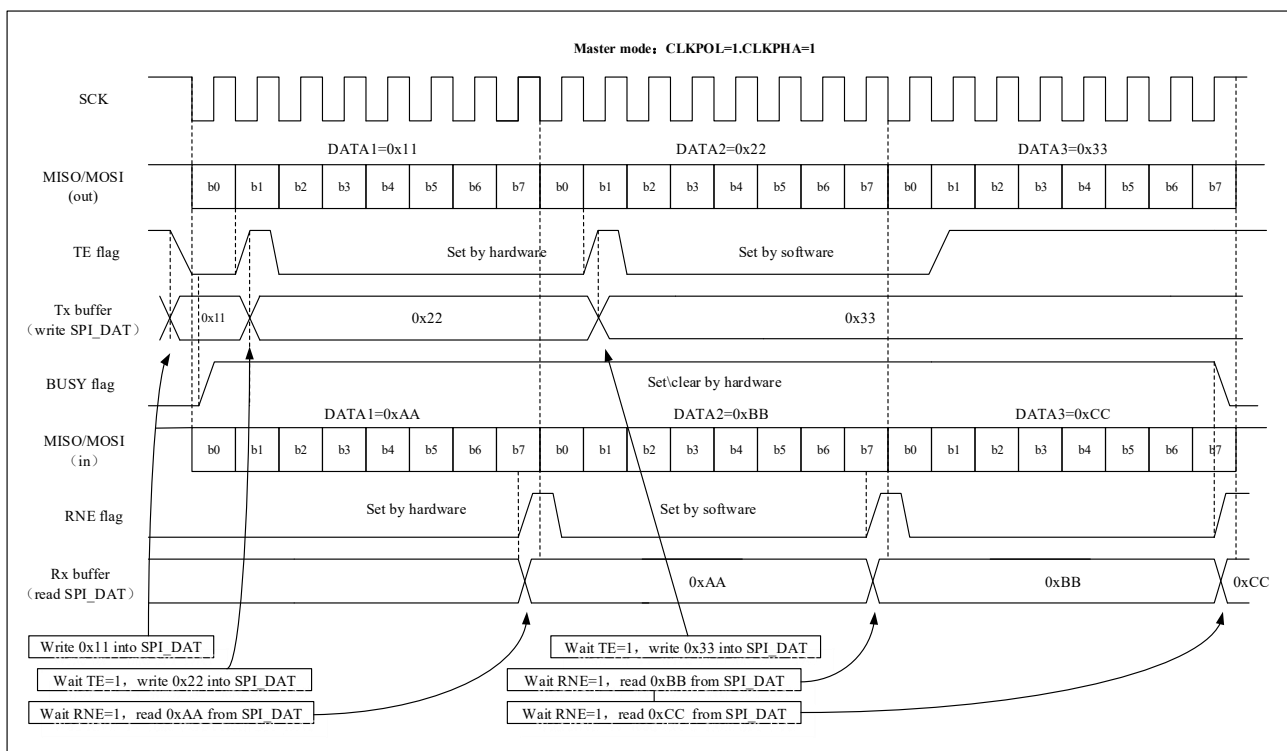 Master mode：CLKPOL=1.CLKPHA=1
SCK
DATA1=0x11 DATA2=0x22 DATA3=0x33
MISO/MOSI
(out)
b0 b1 b2 b3 b4 b5 b6 b7 b0 b1 b2 b3 b4 b5 b6 b7 b0 b1 b2 b3 b4 b5 b6 b7
TE flag
Set by hardware Set by software
Tx buffer
（write SPI_DAT）
0x11 0x22 0x33
BUSY flag
Set\clear by hardware
DATA1=0xAA DATA2=0xBB DATA3=0xCC
MISO/MOSI
（in）
b0 b1 b2 b3 b4 b5 b6 b7 b0 b1 b2 b3 b4 b5 b6 b7 b0 b1 b2 b3 b4 b5 b6 b7
RNE flag
Set by hardware Set by software
Rx buffer
（read SPI_DAT）
0xAA 0xBB 0xCC
Write 0x11 into SPI_DAT
Wait TE=1，write 0x33 into SPI_DAT
Wait TE=1，write 0x22 into SPI_DAT
Wait RNE=1，read 0xBB from SPI_DAT
Wait RNE=1，read 0xAA from SPI_DAT
Wait RNE=1，read 0xCC from SPI_DAT